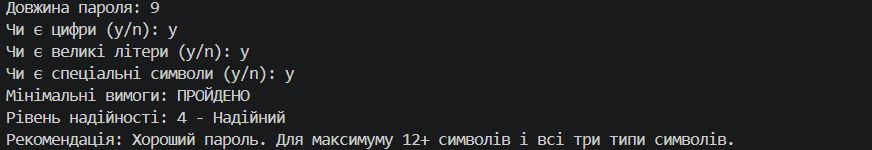 Довжина пароля: 9
Чи є цифри (y/n): y
Чи є великі літери (y/n): y
Чи є спеціальні символи (y/n): y
Мінімальні вимоги: ПРОЙДЕНО
Рівень надійності: 4 - Надійний
Рекомендація: Хороший пароль. Для максимуму 12+ символів і всі три типи символів.